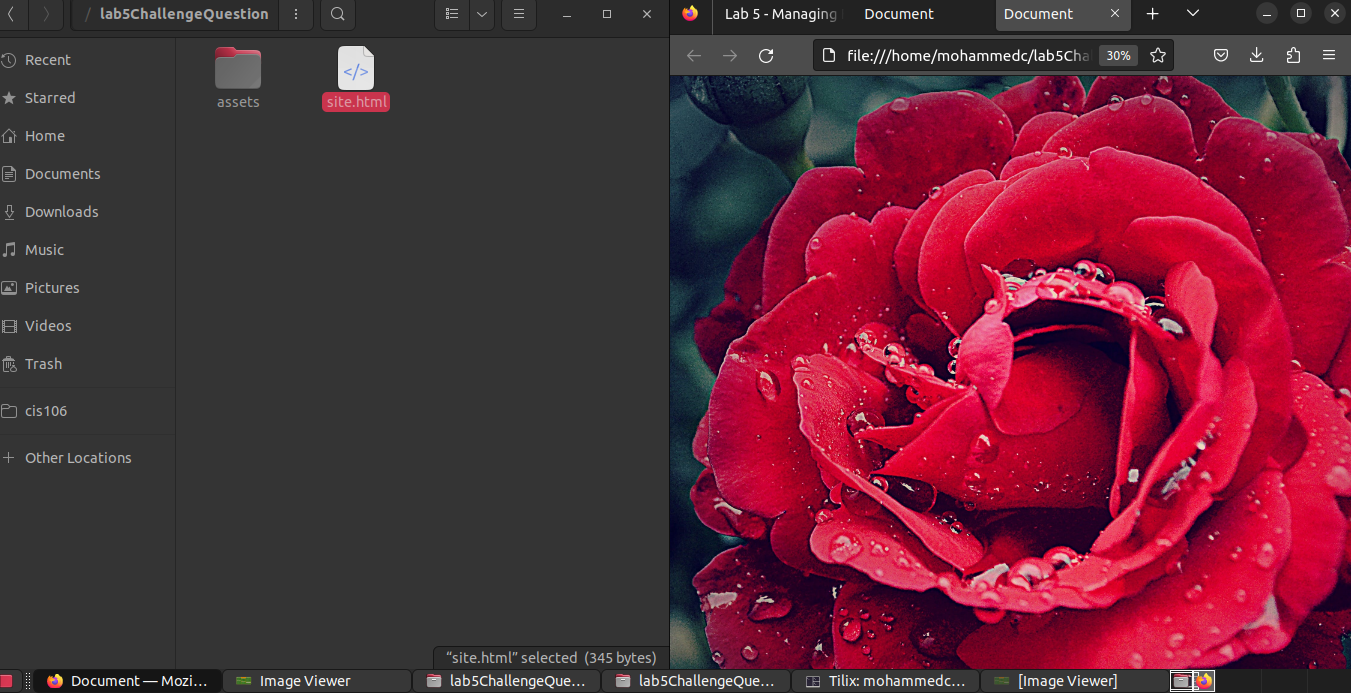 / lab5ChallengeQuestion
Recent
Starred
Home
Documents
Downloads
Music
Pictures
Videos
Trash
cis106
Other Locations
assets
site.html
"site.html" selected (345 bytes)
Lab 5 - Managing
Document
Document
file:///home/mohammedc/lab5Cha
30%
Document — Mozi...
Image Viewer
lab5ChallengeQue...
lab5ChallengeQue...
Tilix: mohammedc...
[Image Viewer]